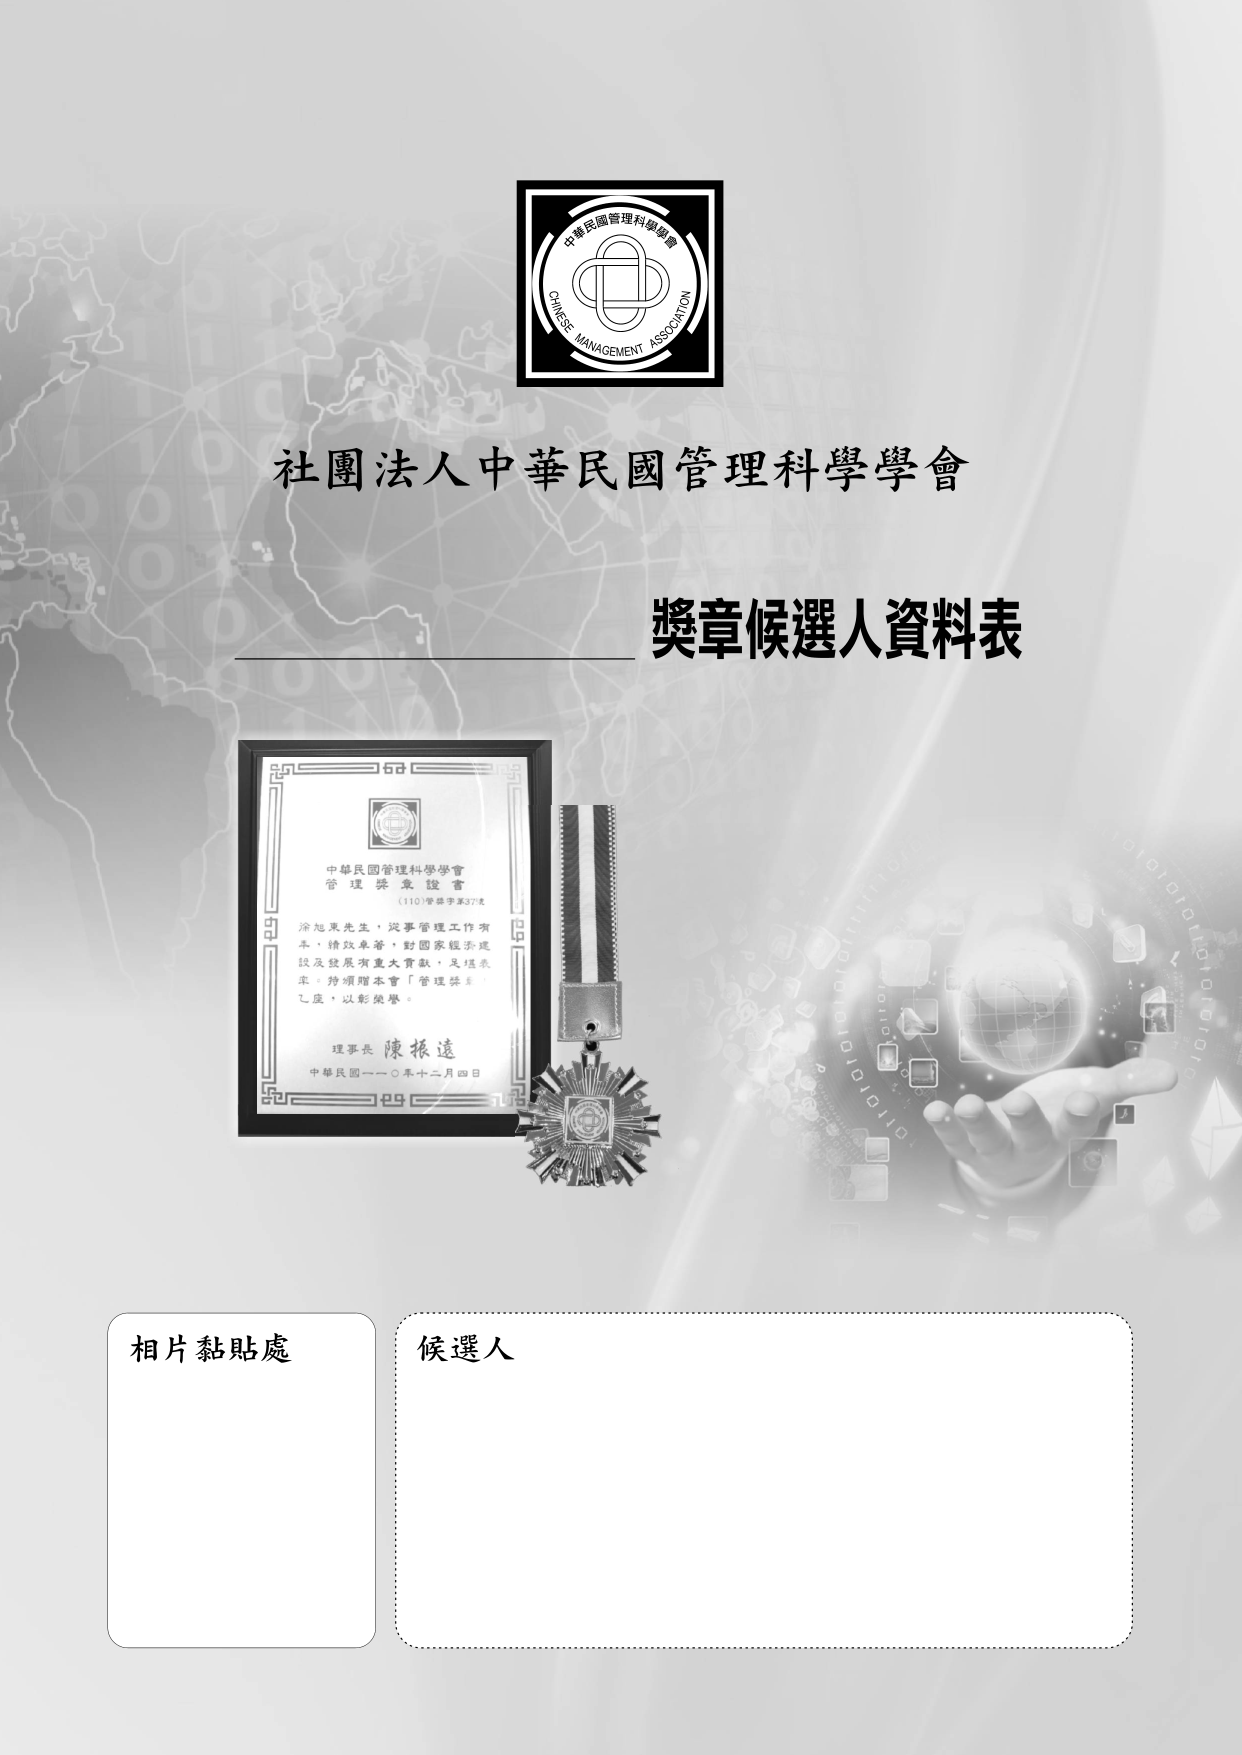 中華民國管理科學學會
CHINESE MANAGEMENT ASSOCIATION
社團法人中華民國管理科學學會
獎章候選人資料表
中華民國管理科學學會
管理獎章證書
(110)管獎字第37號
徐旭東先生，從事管理工作有
年，績效卓著，對國家經濟建
設及發展有重大貢獻，足堪表
率。特頒贈本會「管理獎章
乙座，以彰榮譽。
理事長 陳振遠
中華民國一一〇年十二月四日
相片黏貼處
候選人